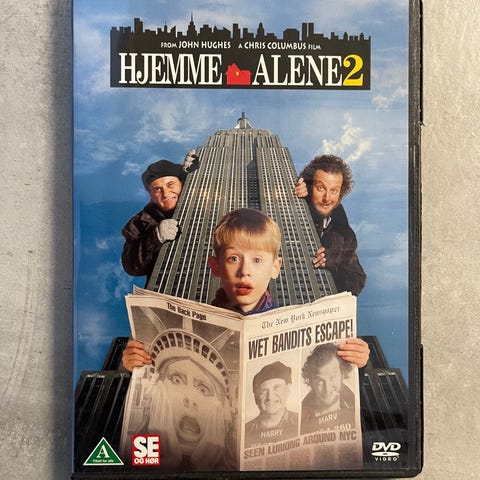 FROM JOHN HUGHES A CHRIS COLUMBUS FILM
HJEMME ALENE 2
The Back Page
The New York Newspaper
WET BANDITS ESCAPE!
HARRY
MARV
SEEN LURKING AROUND NYC
A
SE
OG HØR
DVD
VIDEO